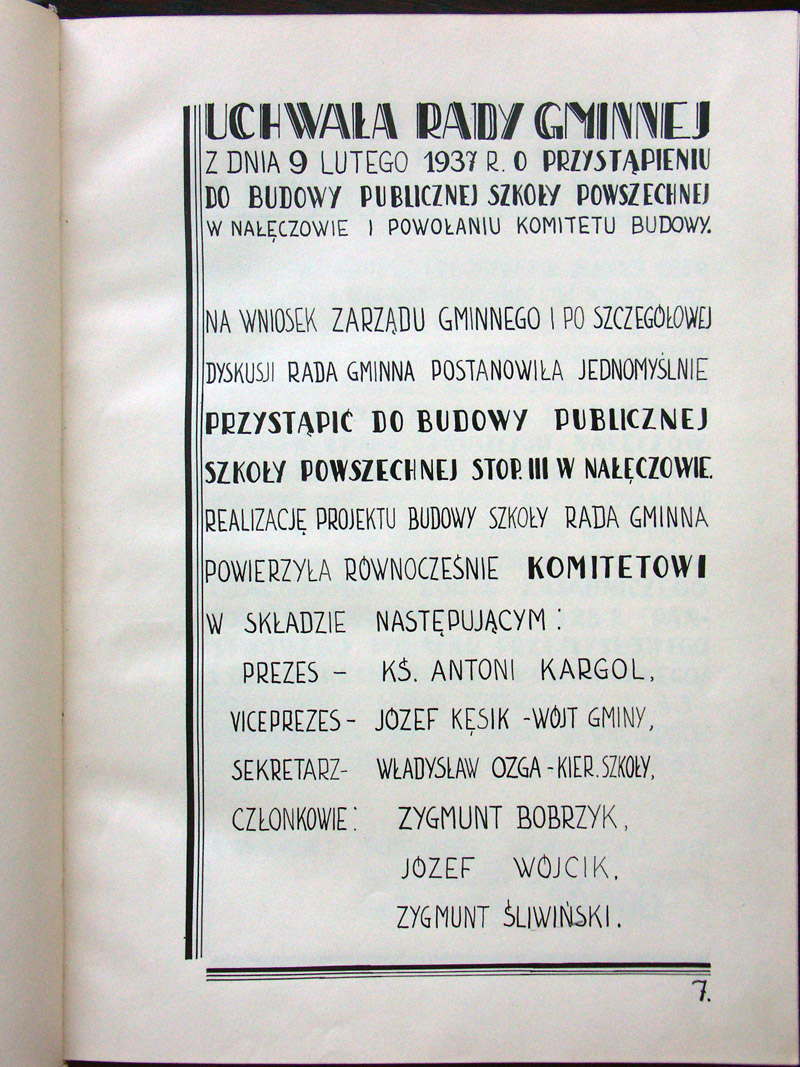 UCHWAŁA RADY GMINNEJ
Z DNIA 9 LUTEGO 1937 R. O PRZYSTĄPIENIU
DO BUDOWY PUBLICZNEJ SZKOŁY POWSZECHNEJ
W NAŁĘCZOWIE I POWOŁANIU KOMITETU BUDOWY.
NA WNIOSEK ZARZĄDU GMINNEGO I PO SZCZEGÓŁOWEJ
DYSKUSJI RADA GMINNA POSTANOWIŁA JEDNOMYŚLNIE
PRZYSTĄPIĆ DO BUDOWY PUBLICZNEJ
SZKOŁY POWSZECHNEJ STOP. III W NAŁĘCZOWIE.
REALIZACJĘ PROJEKTU BUDOWY SZKOŁY RADA GMINNA
POWIERZYŁA RÓWNOCZEŚNIE KOMITETOWI
W SKŁADZIE NASTĘPUJĄCYM:
PREZES – KŚ. ANTONI KARGOL,
VICEPREZES – JÓZEF KĘSIK - WÓJT GMINY,
SEKRETARZ – WŁADYSŁAW OZGA - KIER. SZKOŁY,
CZŁONKOWIE: ZYGMUNT BOBRZYK,
JÓZEF WÓJCIK,
ZYGMUNT ŚLIWIŃSKI.
7.